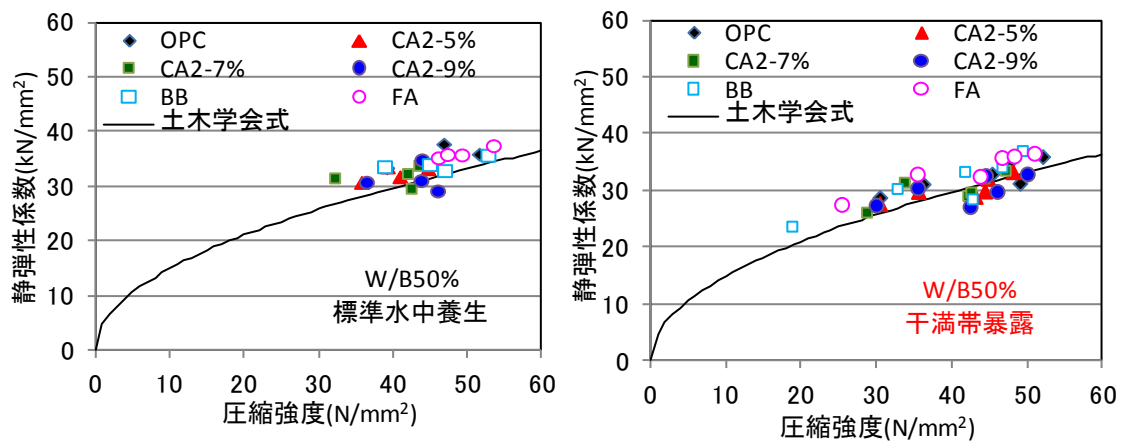 静弾性係数(kN/mm²)
60
50
40
30
20
10
0
OPC
CA2-5%
CA2-7%
CA2-9%
BB
FA
土木学会式
W/B50%
標準水中養生
0 10 20 30 40 50 60
圧縮強度(N/mm²)
静弾性係数(kN/mm²)
60
50
40
30
20
10
0
OPC
CA2-5%
CA2-7%
CA2-9%
BB
FA
土木学会式
W/B50%
干満帯暴露
0 10 20 30 40 50 60
圧縮強度(N/mm²)